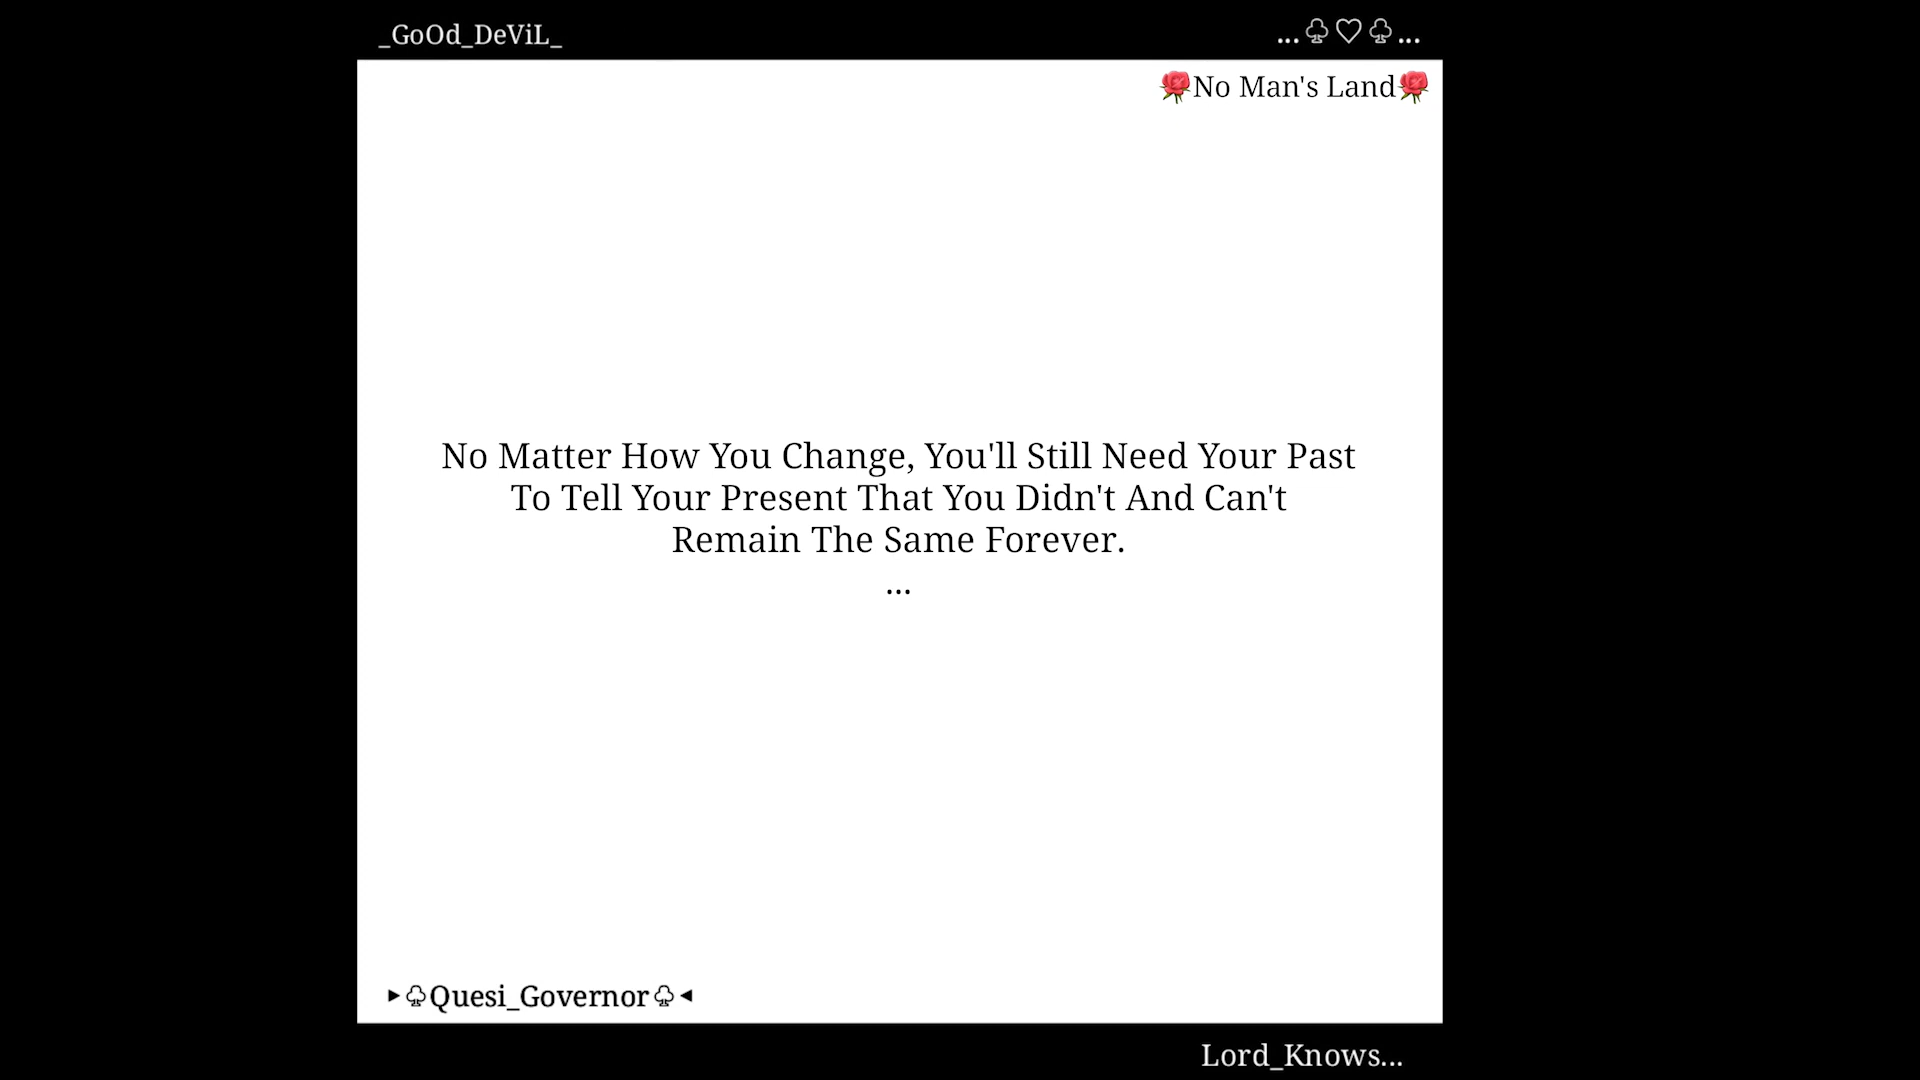 _GoOd_DeViL_
...♧♡♧...
🌹No Man's Land🌹
No Matter How You Change, You'll Still Need Your Past
To Tell Your Present That You Didn't And Can't
Remain The Same Forever.
...
▸♧Quesi_Governor♧◂
Lord_Knows...